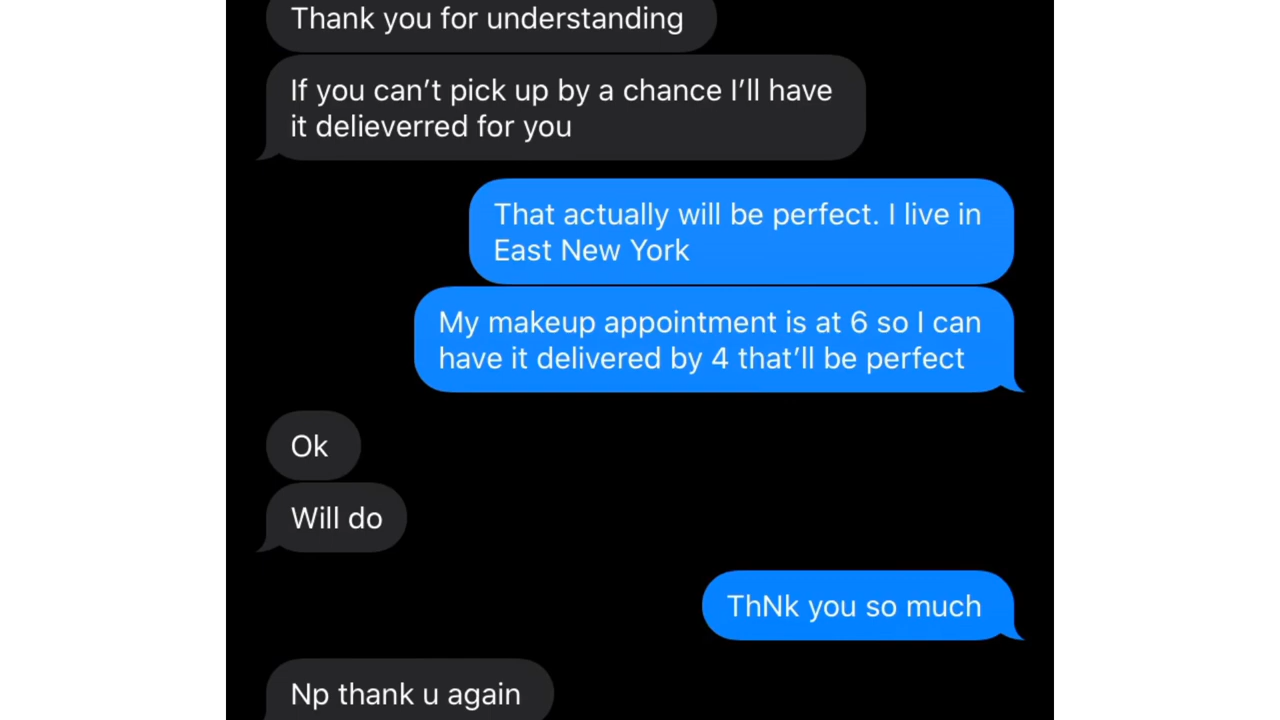 Thank you for understanding
If you can’t pick up by a chance I’ll have
it delieverred for you
That actually will be perfect. I live in
East New York
My makeup appointment is at 6 so I can
have it delivered by 4 that’ll be perfect
Ok
Will do
ThNk you so much
Np thank u again